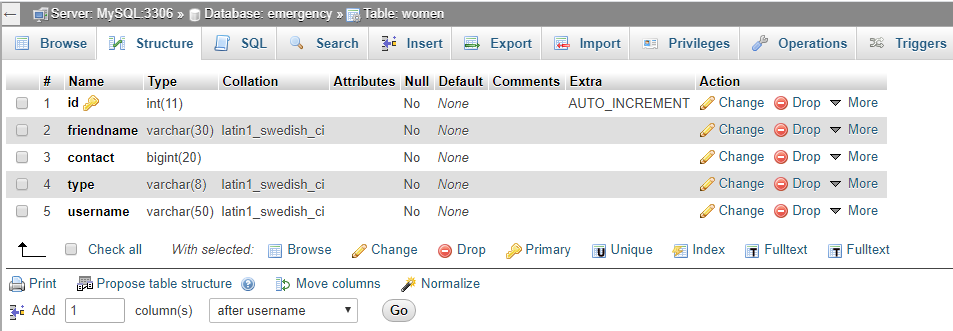 Server: MySQL:3306 » Database: emergency » Table: women
Browse Structure SQL Search Insert Export Import Privileges Operations Triggers
# Name Type Collation Attributes Null Default Comments Extra Action
1 id int(11) No None AUTO_INCREMENT Change Drop More
2 friendname varchar(30) latin1_swedish_ci No None Change Drop More
3 contact bigint(20) No None Change Drop More
4 type varchar(8) latin1_swedish_ci No None Change Drop More
5 username varchar(50) latin1_swedish_ci No None Change Drop More
Check all With selected: Browse Change Drop Primary Unique Index Fulltext Fulltext
Print Propose table structure Move columns Normalize
Add 1 column(s) after username Go